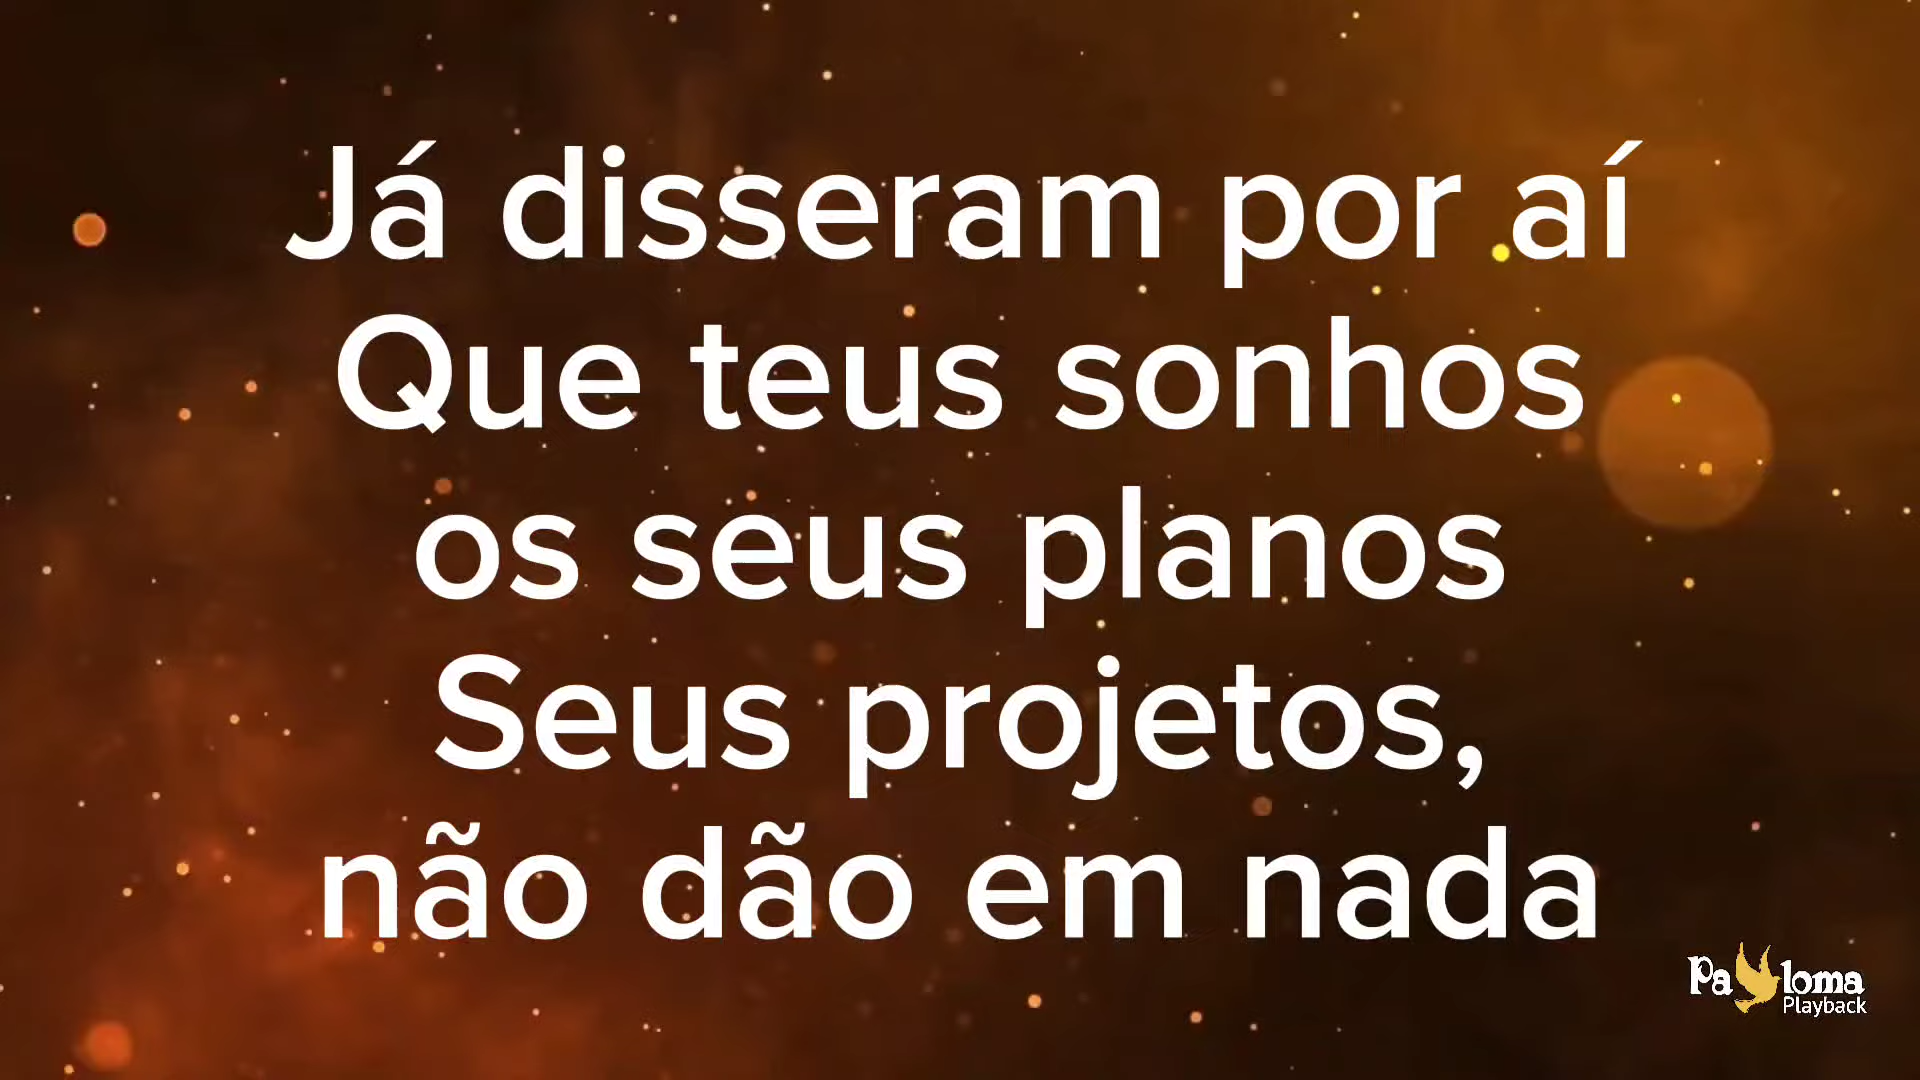 Já disseram por aí
Que teus sonhos
os seus planos
Seus projetos,
não dão em nada
Paloma
Playback